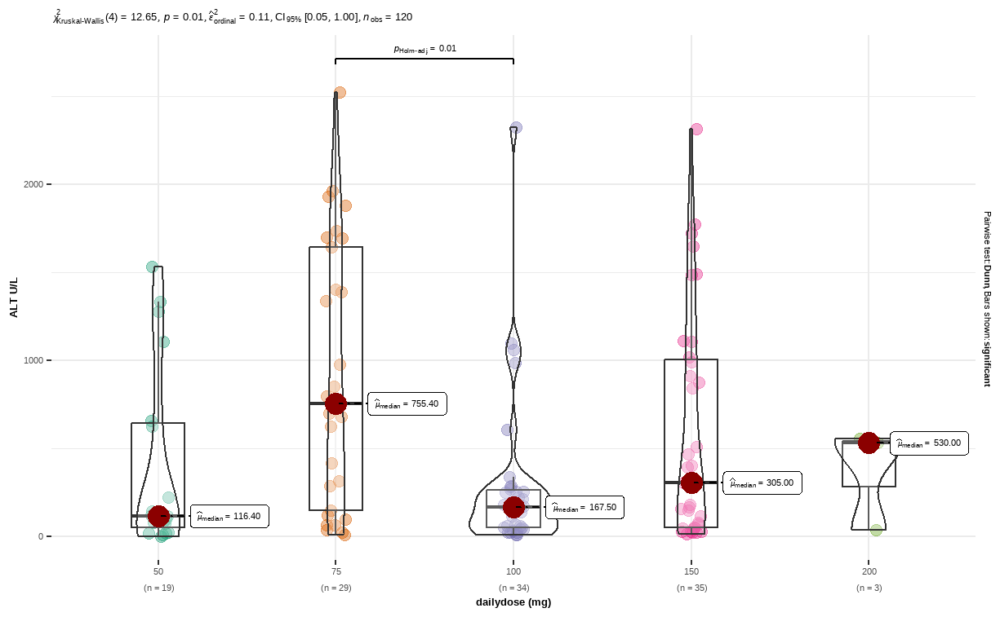 χ̂²Kruskal-Wallis(4) = 12.65, p = 0.01, ε̂²ordinal = 0.11, CI95% [0.05, 1.00], nobs = 120
pHolm-adj = 0.01
ALT U/L
2000
1000
0
μ̂median = 755.40
μ̂median = 530.00
μ̂median = 305.00
μ̂median = 167.50
μ̂median = 116.40
Pairwise test: Dunn, Bars shown: significant
50 75 100 150 200
(n = 19) (n = 29) (n = 34) (n = 35) (n = 3)
dailydose (mg)